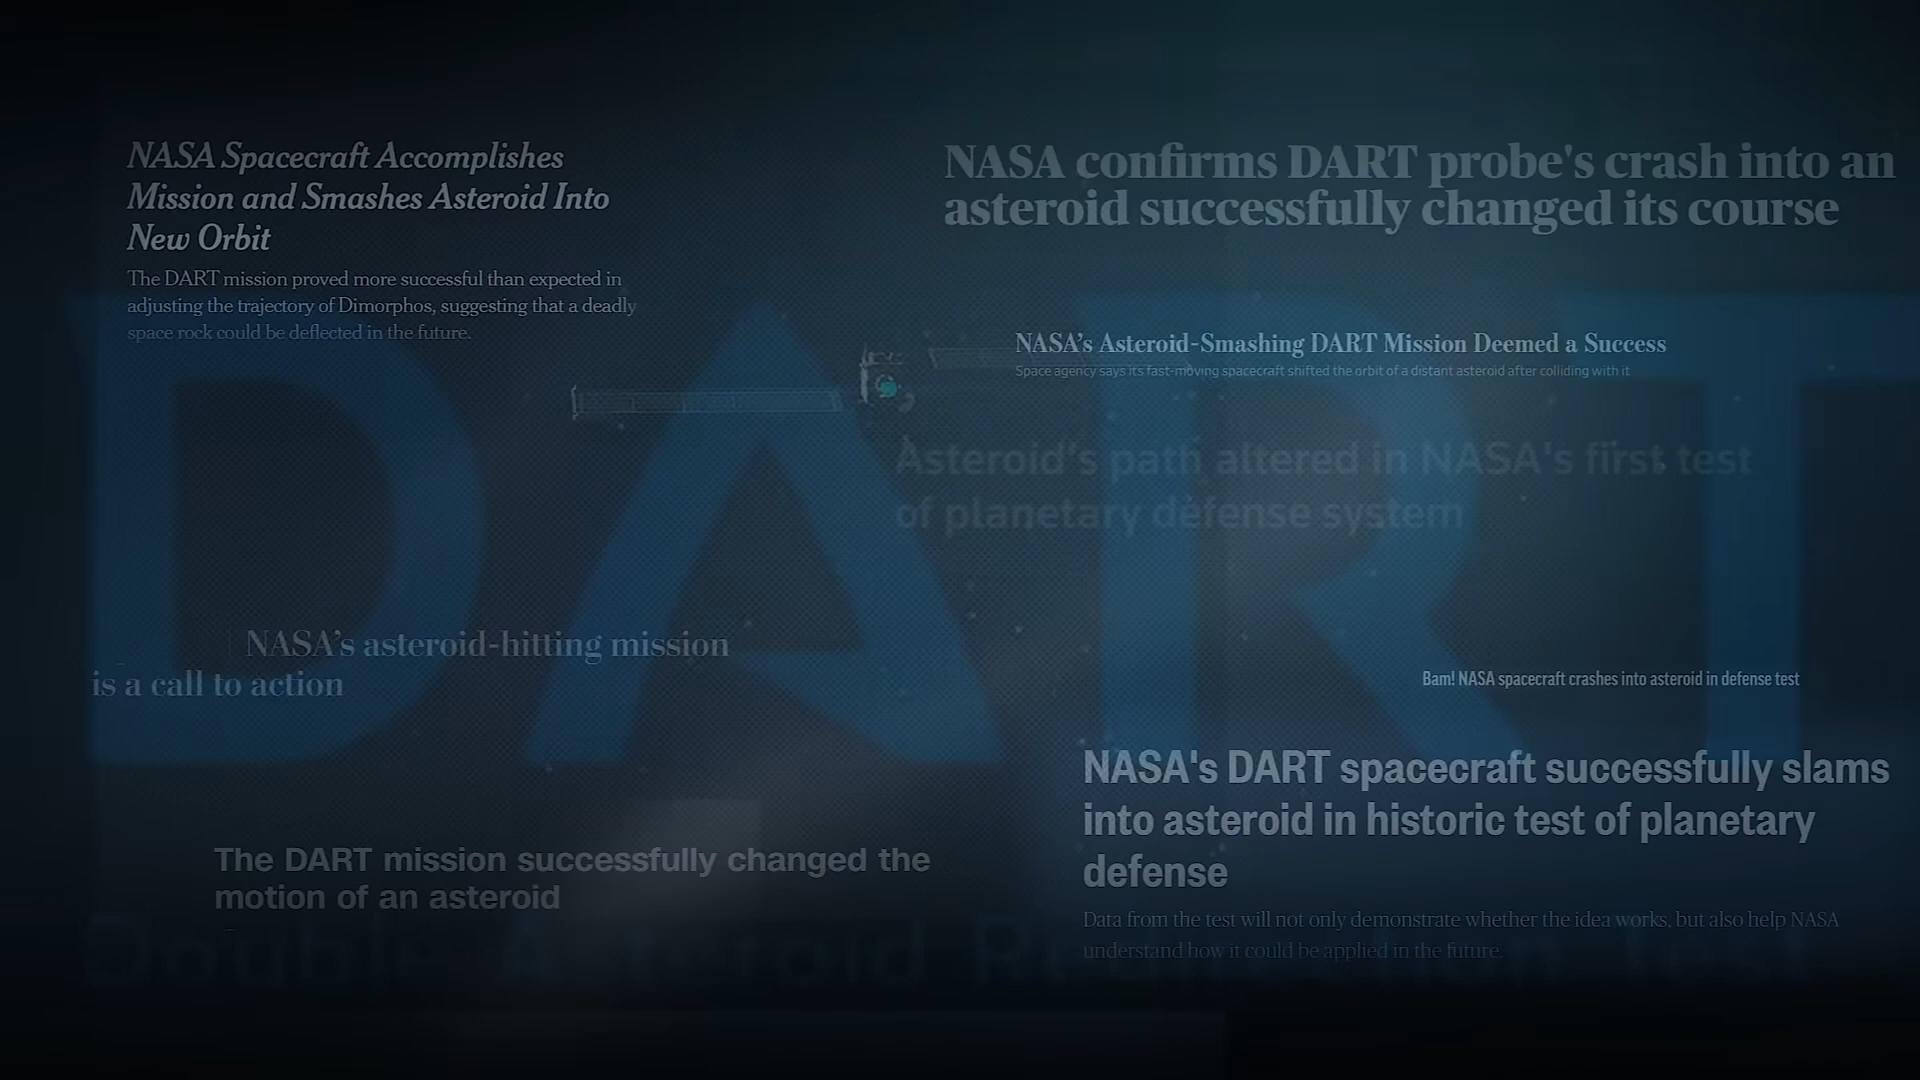 NASA Spacecraft Accomplishes
Mission and Smashes Asteroid Into
New Orbit
The DART mission proved more successful than expected in
adjusting the trajectory of Dimorphos, suggesting that a deadly
space rock could be deflected in the future.
NASA confirms DART probe's crash into an
asteroid successfully changed its course
NASA's Asteroid-Smashing DART Mission Deemed a Success
Space agency says its fast-moving spacecraft shifted the orbit of a distant asteroid after colliding with it
Asteroid's path altered in NASA's first test
of planetary defense system
DART
NASA's asteroid-hitting mission
is a call to action
Bam! NASA spacecraft crashes into asteroid in defense test
NASA's DART spacecraft successfully slams
into asteroid in historic test of planetary
defense
Data from the test will not only demonstrate whether the idea works, but also help NASA
understand how it could be applied in the future.
The DART mission successfully changed the
motion of an asteroid
Double Asteroid Redirection Test